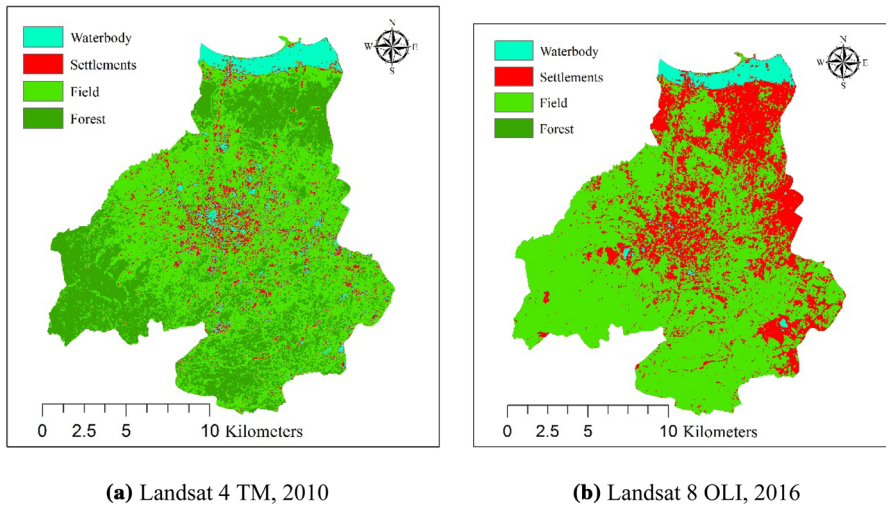 Waterbody
Settlements
Field
Forest
N
W E
S
0 2.5 5 10 Kilometers
(a) Landsat 4 TM, 2010
Waterbody
Settlements
Field
Forest
N
W E
S
0 2.5 5 10 Kilometers
(b) Landsat 8 OLI, 2016